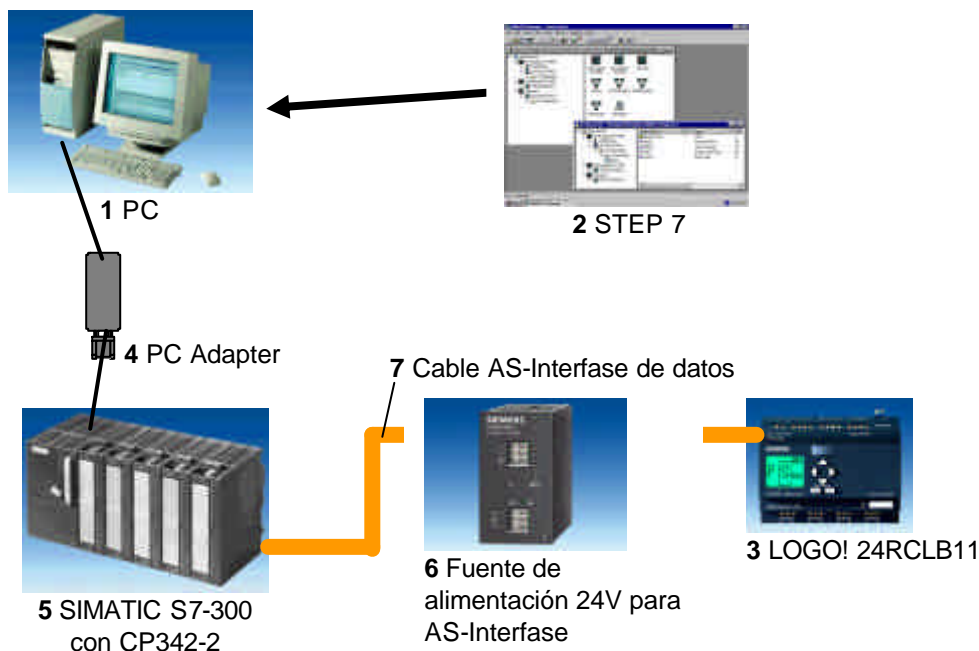 1 PC
2 STEP 7
4 PC Adapter
7 Cable AS-Interfase de datos
SIEMENS
3 LOGO! 24RCLB11
6 Fuente de
alimentación 24V para
AS-Interfase
5 SIMATIC S7-300
con CP342-2